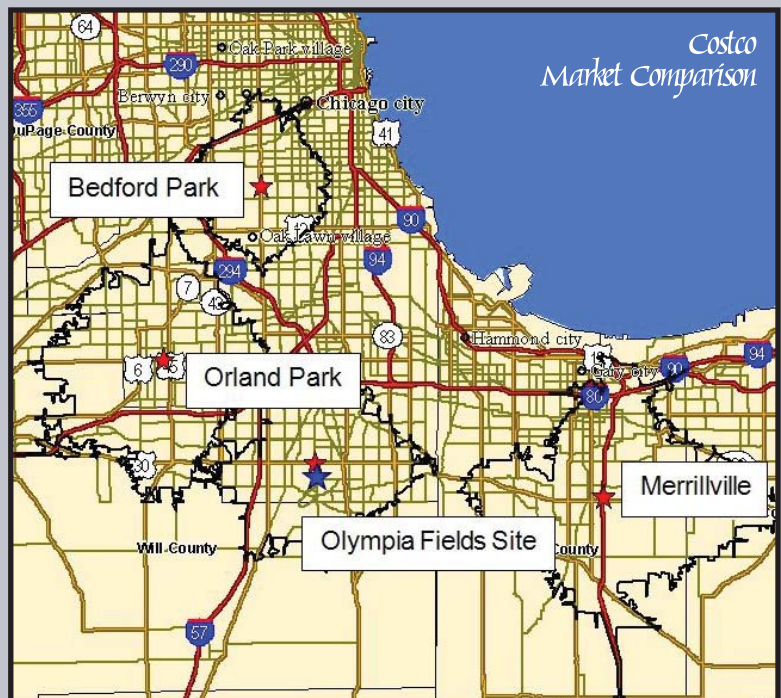 Costco
Market Comparison
64
Oak Park village
290
Berwyn city
Chicago city
355
DuPage County
41
Bedford Park
Oak Lawn village
90
94
294
7
43
83
Hammond city
6
Orland Park
Gary city
90
94
80
30
Merrillville
Olympia Fields Site
Will County
County
57